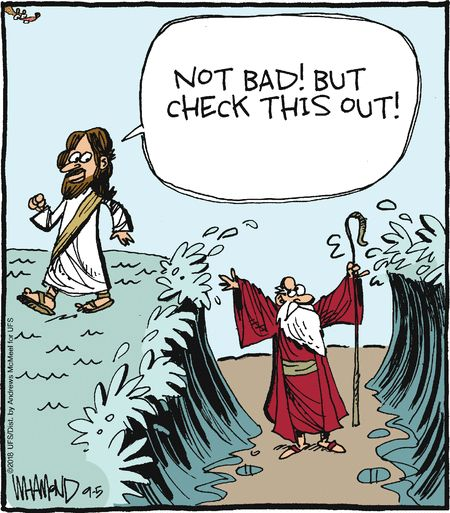 NOT BAD! BUT
CHECK THIS OUT!
©2018 UFS/Dist. by Andrews McMeel for UFS
WHAMOND 9-5